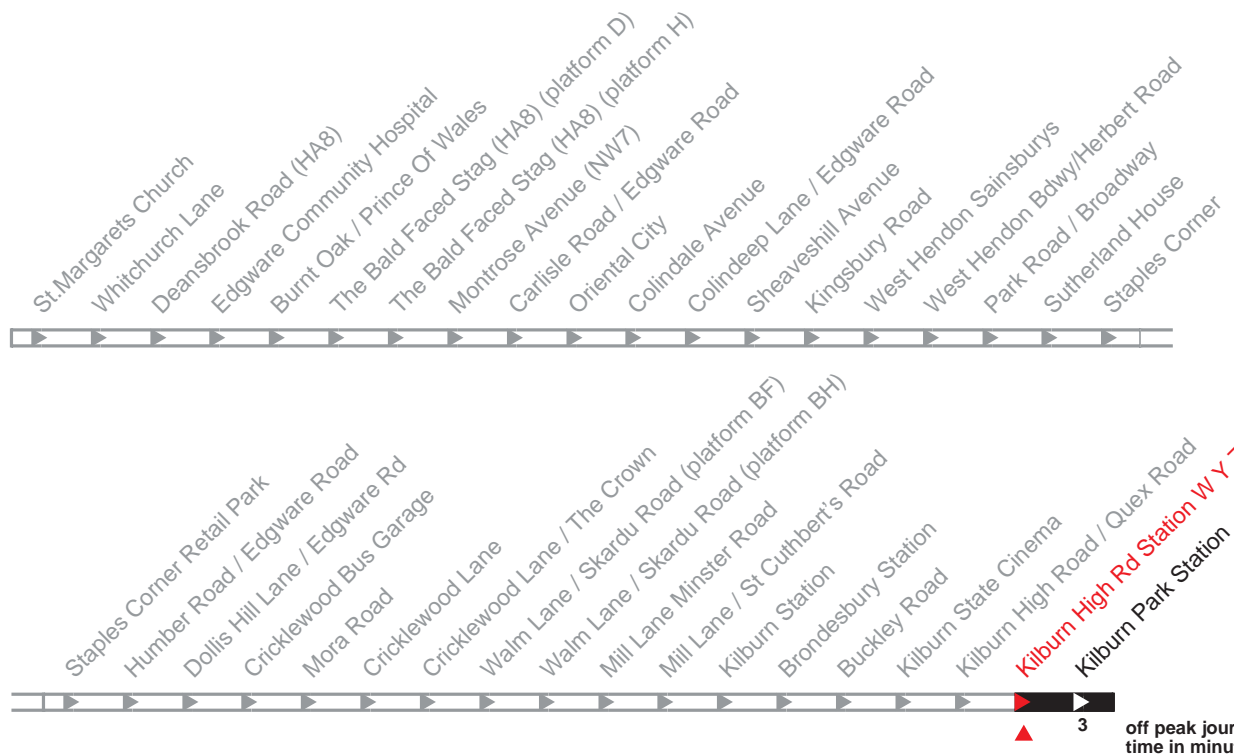 St.Margarets Church
Whitchurch Lane
Deansbrook Road (HA8)
Edgware Community Hospital
Burnt Oak / Prince Of Wales
The Bald Faced Stag (HA8) (platform D)
The Bald Faced Stag (HA8) (platform H)
Montrose Avenue (NW7)
Carlisle Road / Edgware Road
Oriental City
Colindale Avenue
Colindeep Lane / Edgware Road
Sheaveshill Avenue
Kingsbury Road
West Hendon Sainsburys
West Hendon Bdwy/Herbert Road
Park Road / Broadway
Sutherland House
Staples Corner
Staples Corner Retail Park
Humber Road / Edgware Road
Dollis Hill Lane / Edgware Rd
Cricklewood Bus Garage
Mora Road
Cricklewood Lane
Cricklewood Lane / The Crown
Walm Lane / Skardu Road (platform BF)
Walm Lane / Skardu Road (platform BH)
Mill Lane Minster Road
Mill Lane / St Cuthbert's Road
Kilburn Station
Brondesbury Station
Buckley Road
Kilburn State Cinema
Kilburn High Road / Quex Road
Kilburn High Rd Station W Y
Kilburn Park Station
3
off peak jour
time in minu